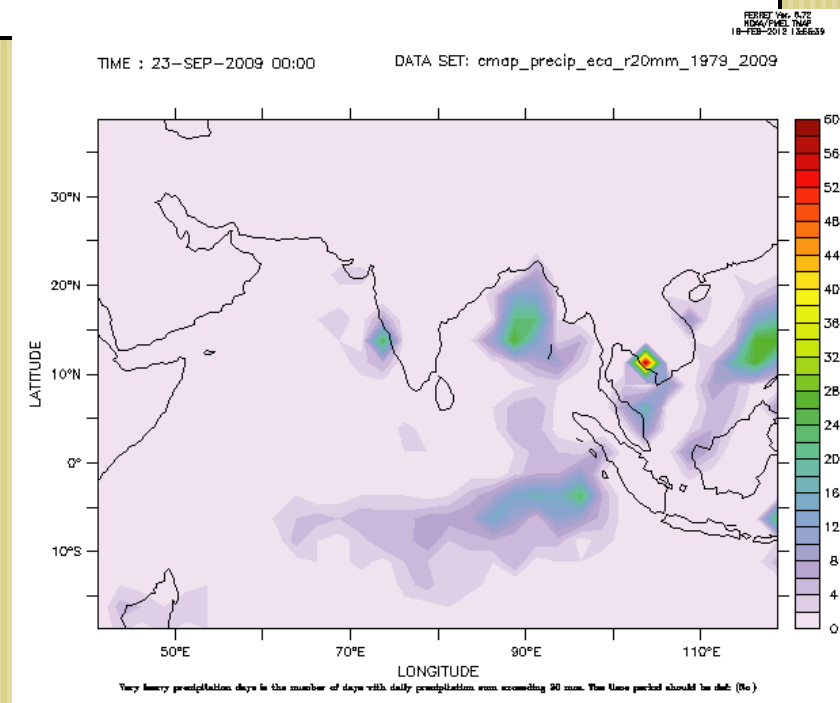 FERRET Ver. 6.72
NOAA/PMEL TMAP
TIME : 23-SEP-2009 00:00
DATA SET: cmap_precip_eca_r20mm_1979_2009
60
56
52
48
44
40
36
32
28
24
20
16
12
8
4
0
30°N
20°N
10°N
0°
10°S
LATITUDE
50°E
70°E
90°E
110°E
LONGITUDE
Very heavy precipitation days is the number of days with daily precipitation sum exceeding 20 mm. The time period should be def. (No )